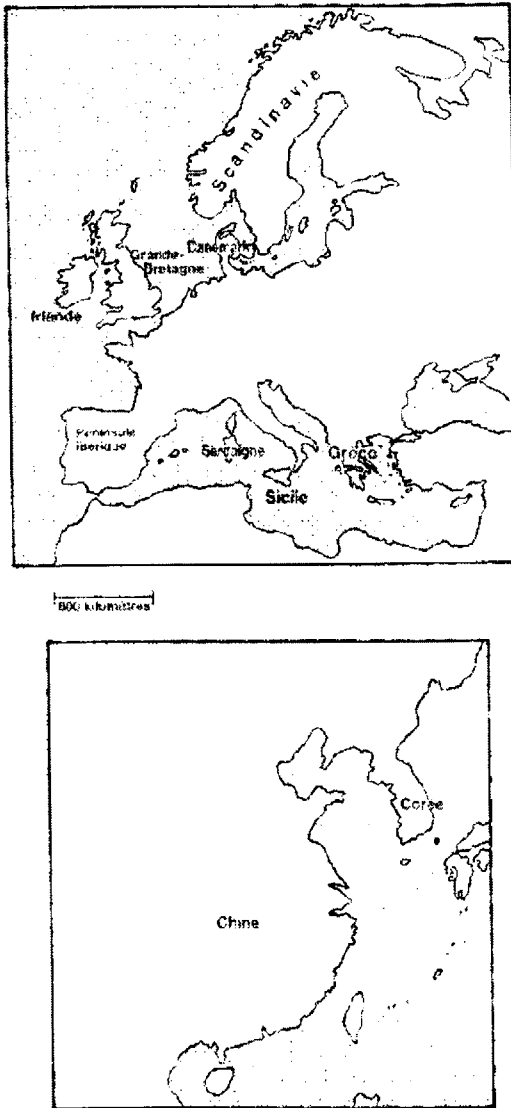 Scandinavie
Danemark
Grande-
Bretagne
Irlande
Péninsule
ibérique
Sardaigne
Grèce
Sicile
800 kilomètres
Corée
Chine